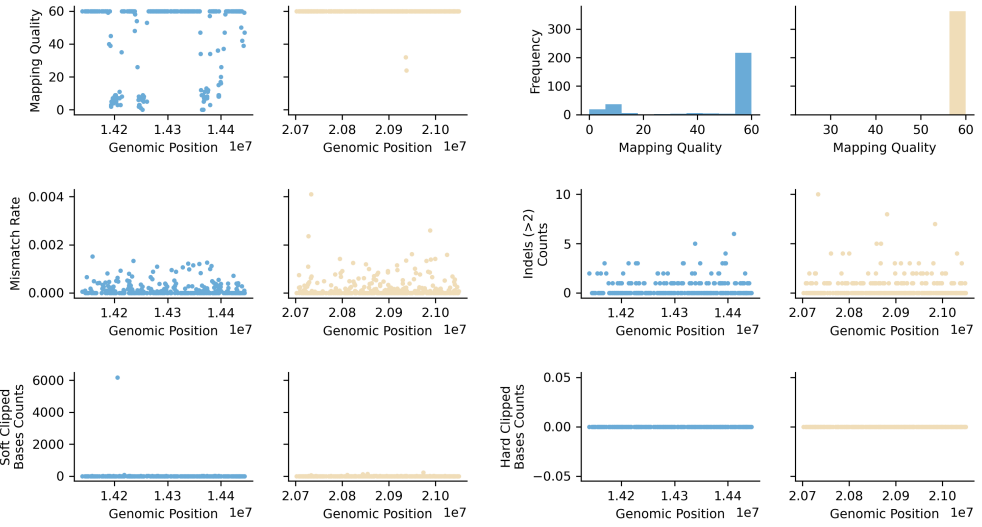 Mapping Quality
60
40
20
0
1.42 1.43 1.44
Genomic Position 1e7
2.07 2.08 2.09 2.10
Genomic Position 1e7
Frequency
300
200
100
0
0 20 40 60
Mapping Quality
30 40 50 60
Mapping Quality
Mismatch Rate
0.004
0.002
0.000
1.42 1.43 1.44
Genomic Position 1e7
2.07 2.08 2.09 2.10
Genomic Position 1e7
Indels (>2)
Counts
10
5
0
1.42 1.43 1.44
Genomic Position 1e7
2.07 2.08 2.09 2.10
Genomic Position 1e7
Soft Clipped
Bases Counts
6000
4000
2000
0
1.42 1.43 1.44
Genomic Position 1e7
2.07 2.08 2.09 2.10
Genomic Position 1e7
Hard Clipped
Bases Counts
0.05
0.00
−0.05
1.42 1.43 1.44
Genomic Position 1e7
2.07 2.08 2.09 2.10
Genomic Position 1e7